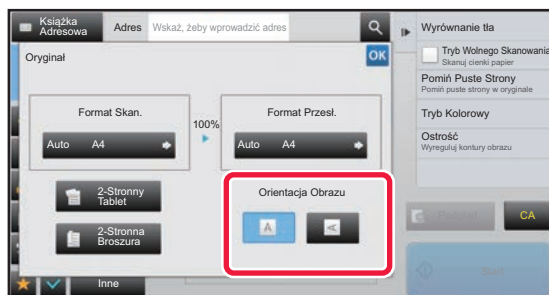 Książka
Adresowa
Adres
Wskaż, żeby wprowadzić adres
Oryginał
OK
Format Skan.
100%
Format Przesł.
Auto A4
Auto A4
2-Stronny
Tablet
2-Stronna
Broszura
Orientacja Obrazu
A
A
Inne
Wyrównanie tła
Tryb Wolnego Skanowania
Skanuj cienki papier
Pomiń Puste Strony
Pomiń puste strony w oryginale
Tryb Kolorowy
Ostrość
Wyreguluj kontury obrazu
CA
Start